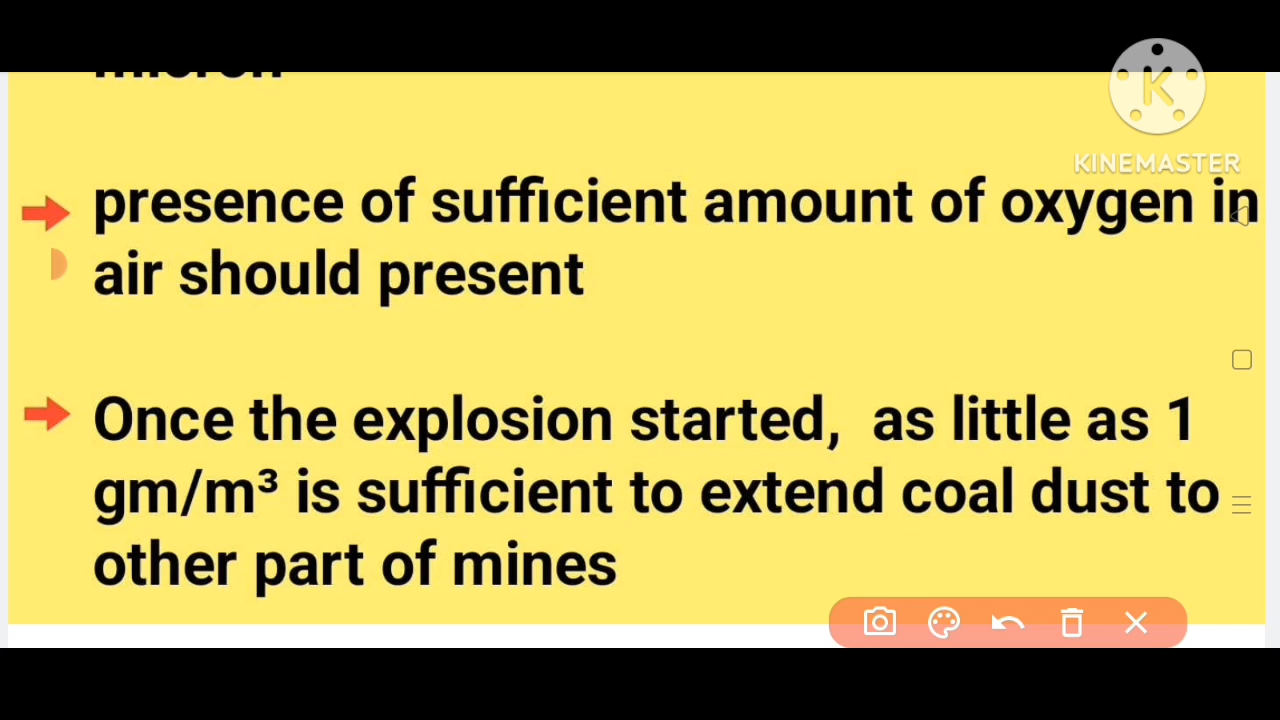 KINEMASTER
presence of sufficient amount of oxygen in
air should present
Once the explosion started, as little as 1
gm/m³ is sufficient to extend coal dust to
other part of mines